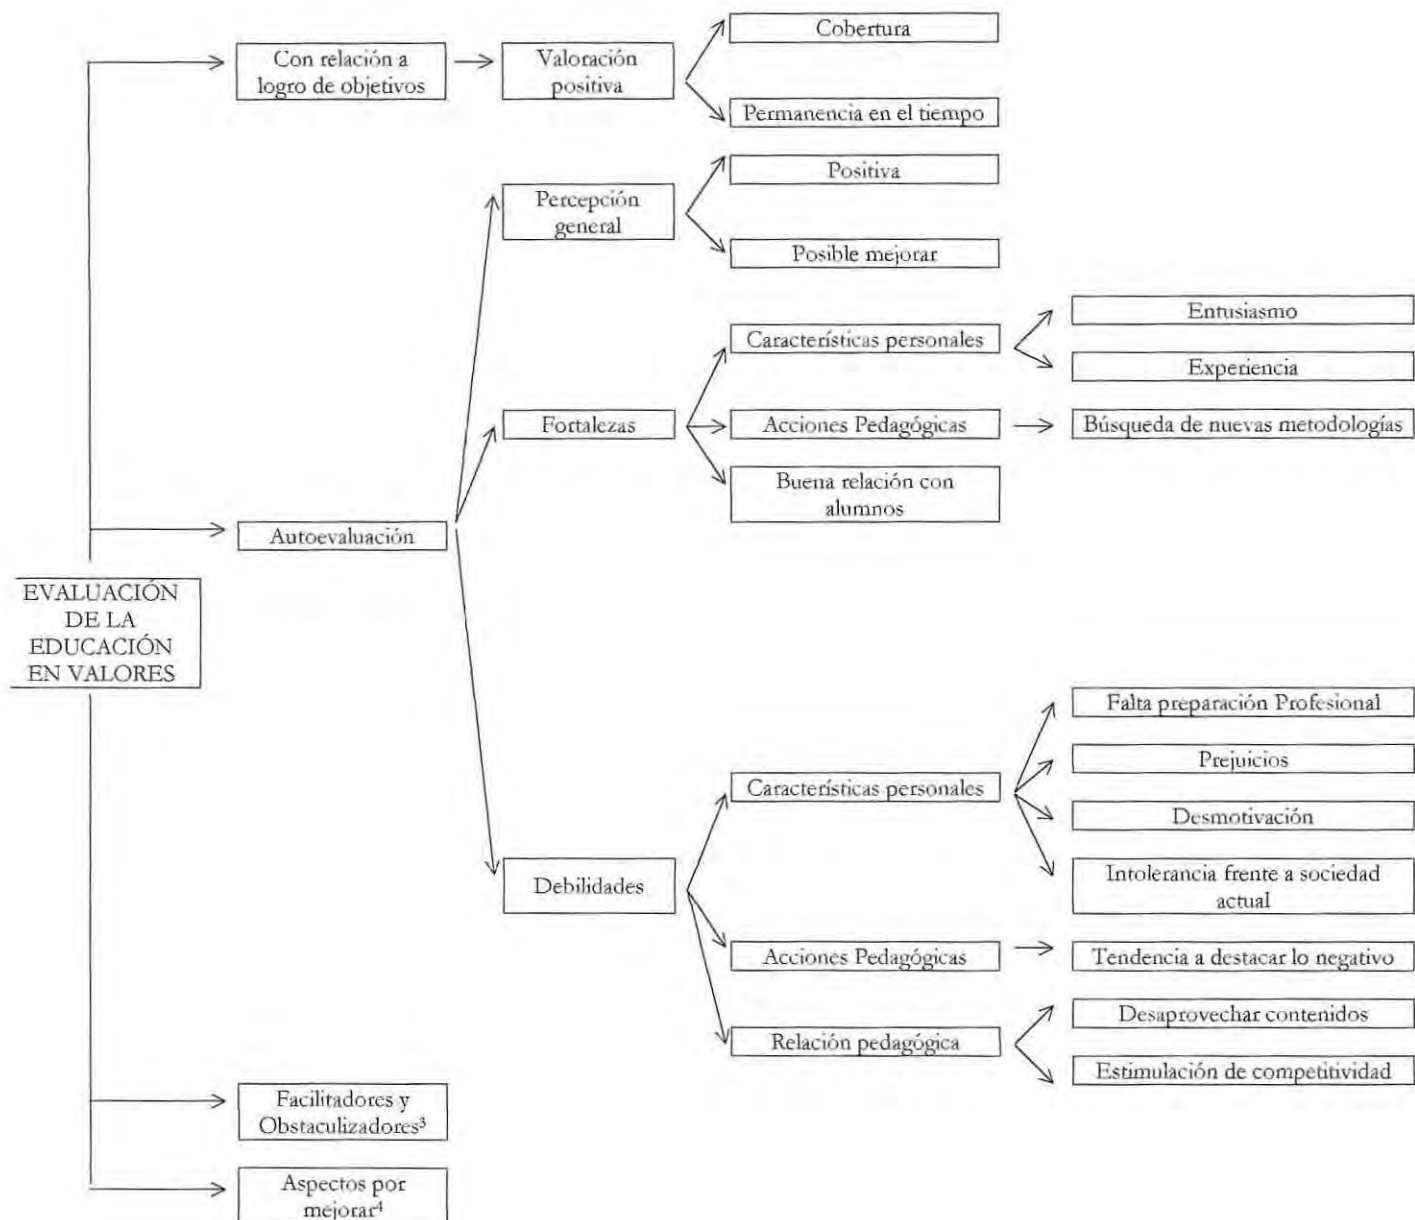 Cobertura
Con relación a
logro de objetivos
Valoración
positiva
Permanencia en el tiempo
Percepción
general
Positiva
Posible mejorar
Características personales
Entusiasmo
Experiencia
Fortalezas
Acciones Pedagógicas
Búsqueda de nuevas metodologías
Buena relación con
alumnos
Autoevaluación
EVALUACIÓN
DE LA
EDUCACIÓN
EN VALORES
Falta preparación Profesional
Prejuicios
Características personales
Desmotivación
Debilidades
Intolerancia frente a sociedad
actual
Acciones Pedagógicas
Tendencia a destacar lo negativo
Desaprovechar contenidos
Relación pedagógica
Estimulación de competitividad
Facilitadores y
Obstaculizadores³
Aspectos por
mejorar⁴